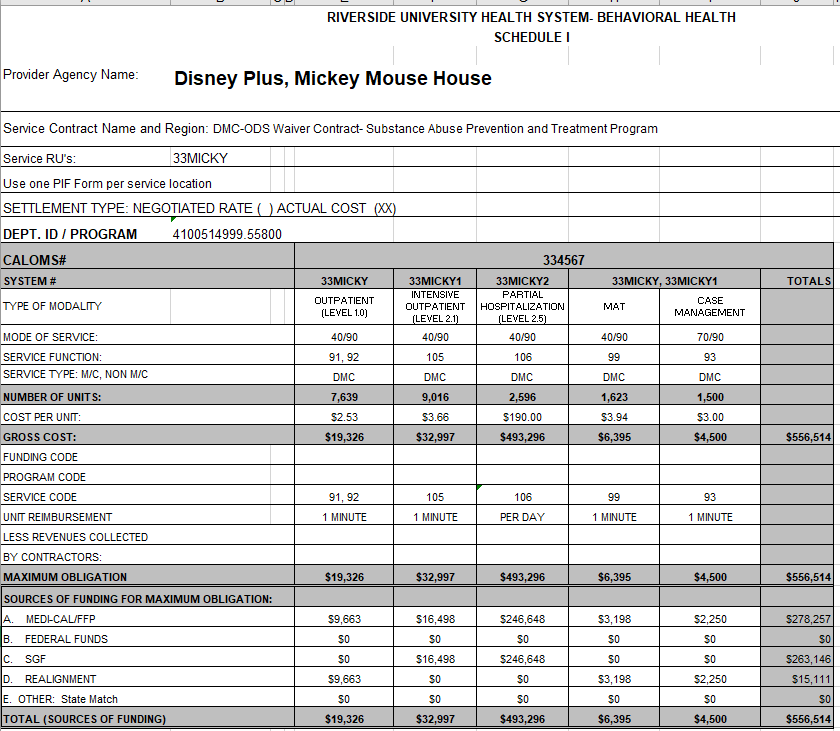 RIVERSIDE UNIVERSITY HEALTH SYSTEM- BEHAVIORAL HEALTH
SCHEDULE I
Provider Agency Name: Disney Plus, Mickey Mouse House
Service Contract Name and Region: DMC-ODS Waiver Contract- Substance Abuse Prevention and Treatment Program
Service RU's: 33MICKY
Use one PIF Form per service location
SETTLEMENT TYPE: NEGOTIATED RATE ( ) ACTUAL COST (XX)
DEPT. ID / PROGRAM 4100514999.55800
CALOMS# 334567
SYSTEM # 33MICKY 33MICKY1 33MICKY2 33MICKY, 33MICKY1 TOTALS
TYPE OF MODALITY OUTPATIENT (LEVEL 1.0) INTENSIVE OUTPATIENT (LEVEL 2.1) PARTIAL HOSPITALIZATION (LEVEL 2.5) MAT CASE MANAGEMENT
MODE OF SERVICE: 40/90 40/90 40/90 40/90 70/90
SERVICE FUNCTION: 91, 92 105 106 99 93
SERVICE TYPE: M/C, NON M/C DMC DMC DMC DMC DMC
NUMBER OF UNITS: 7,639 9,016 2,596 1,623 1,500
COST PER UNIT: $2.53 $3.66 $190.00 $3.94 $3.00
GROSS COST: $19,326 $32,997 $493,296 $6,395 $4,500 $556,514
FUNDING CODE
PROGRAM CODE
SERVICE CODE 91, 92 105 106 99 93
UNIT REIMBURSEMENT 1 MINUTE 1 MINUTE PER DAY 1 MINUTE 1 MINUTE
LESS REVENUES COLLECTED
BY CONTRACTORS:
MAXIMUM OBLIGATION $19,326 $32,997 $493,296 $6,395 $4,500 $556,514
SOURCES OF FUNDING FOR MAXIMUM OBLIGATION:
A. MEDI-CAL/FFP $9,663 $16,498 $246,648 $3,198 $2,250 $278,257
B. FEDERAL FUNDS $0 $0 $0 $0 $0 $0
C. SGF $0 $16,498 $246,648 $0 $0 $263,146
D. REALIGNMENT $9,663 $0 $0 $3,198 $2,250 $15,111
E. OTHER: State Match $0 $0 $0 $0 $0 $0
TOTAL (SOURCES OF FUNDING) $19,326 $32,997 $493,296 $6,395 $4,500 $556,514